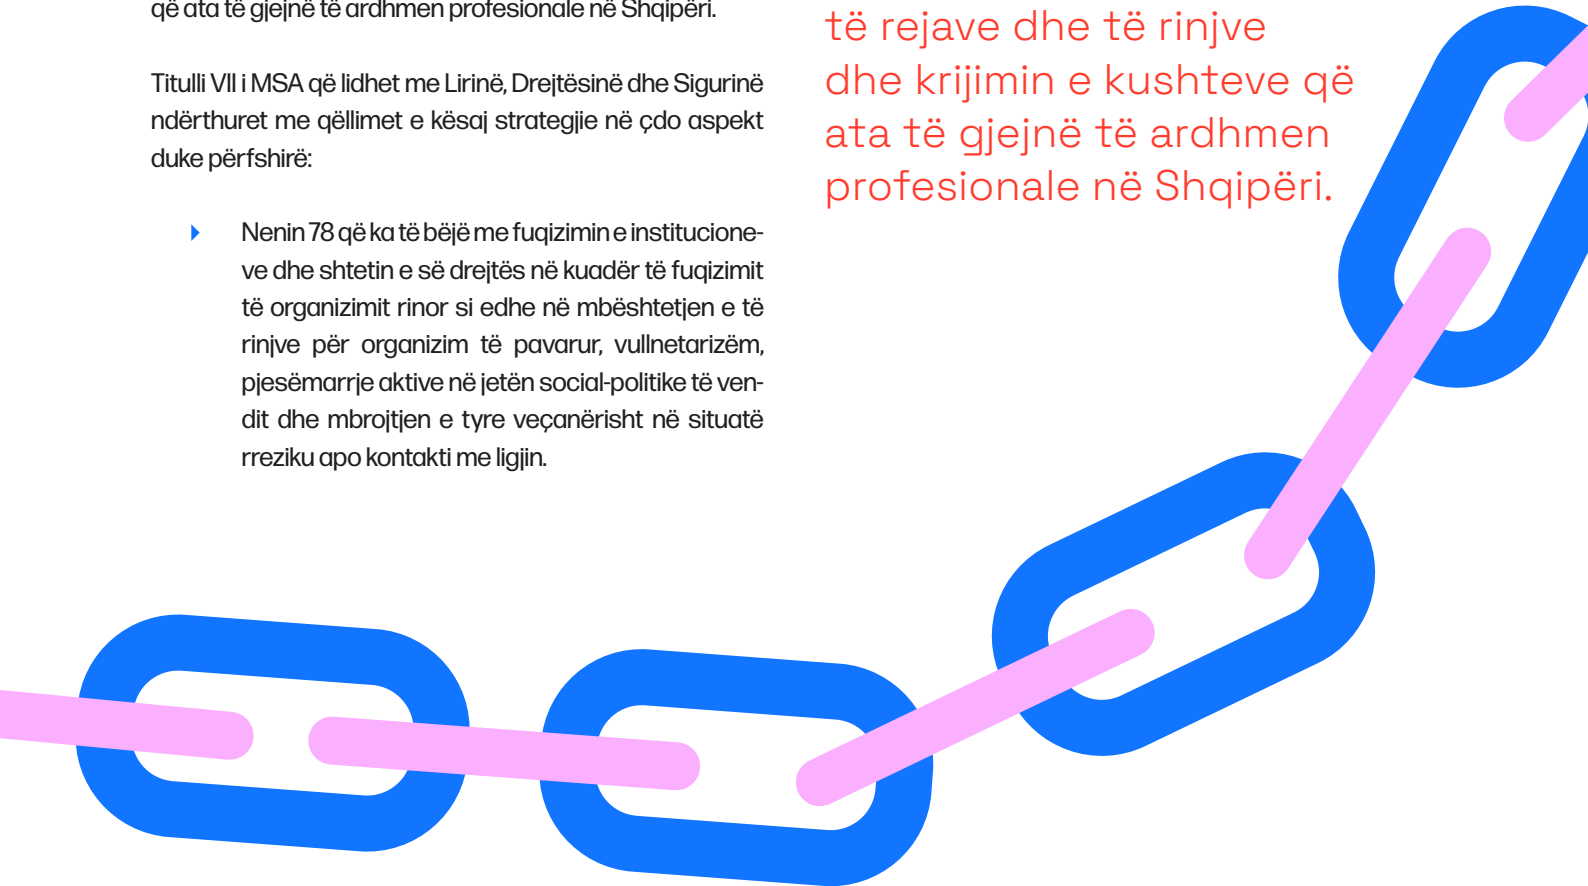 që ata të gjejnë të ardhmen profesionale në Shqipëri.
Titulli VII i MSA që lidhet me Lirinë, Drejtësinë dhe Sigurinë
ndërthuret me qëllimet e kësaj strategjie në çdo aspekt
duke përfshirë:
Nenin 78 që ka të bëjë me fuqizimin e institucione-
ve dhe shtetin e së drejtës në kuadër të fuqizimit
të organizimit rinor si edhe në mbështetjen e të
rinjve për organizim të pavarur, vullnetarizëm,
pjesëmarrje aktive në jetën social-politike të ven-
dit dhe mbrojtjen e tyre veçanërisht në situatë
rreziku apo kontakti me ligjin.
të rejave dhe të rinjve
dhe krijimin e kushteve që
ata të gjejnë të ardhmen
profesionale në Shqipëri.